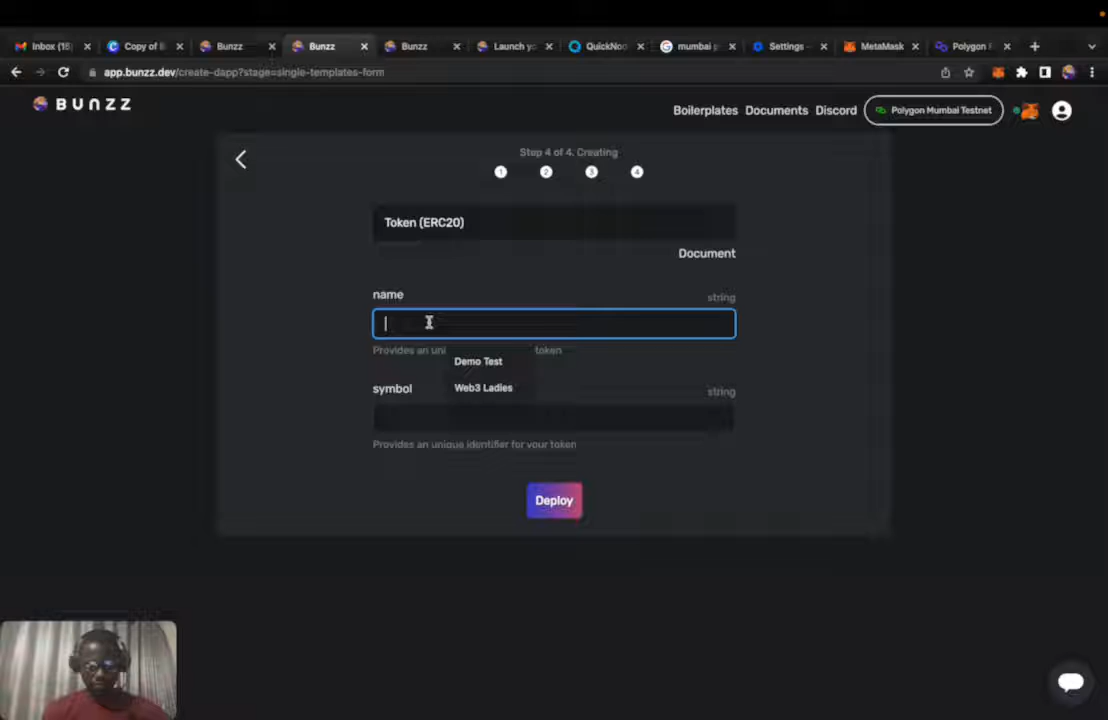 Inbox (16)
Copy of
Bunzz
Bunzz
Bunzz
Launch yo
QuickNo
mumbai
Settings -
MetaMask
Polygon
app.bunzz.dev/create-dapp?stage=single-templates-form
BUNZZ
Boilerplates Documents Discord Polygon Mumbai Testnet
Step 4 of 4. Creating
1 2 3 4
Token (ERC20)
Document
name string
Provides an uni token
Demo Test
symbol string
Web3 Ladies
Provides an unique identifier for your token
Deploy